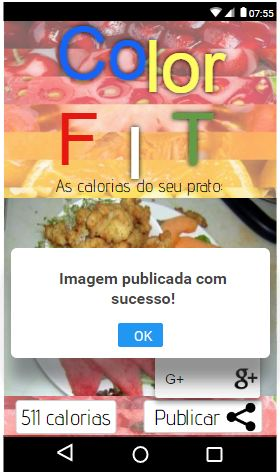 07:55
Color
FIT
As calorias do seu prato:
Imagem publicada com
sucesso!
OK
G+ g+
511 calorias Publicar